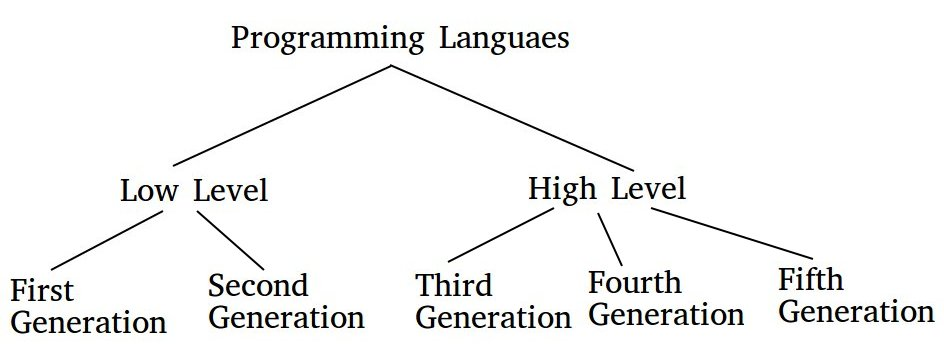 Programming Languaes
Low Level
High Level
First
Generation
Second
Generation
Third
Generation
Fourth
Generation
Fifth
Generation